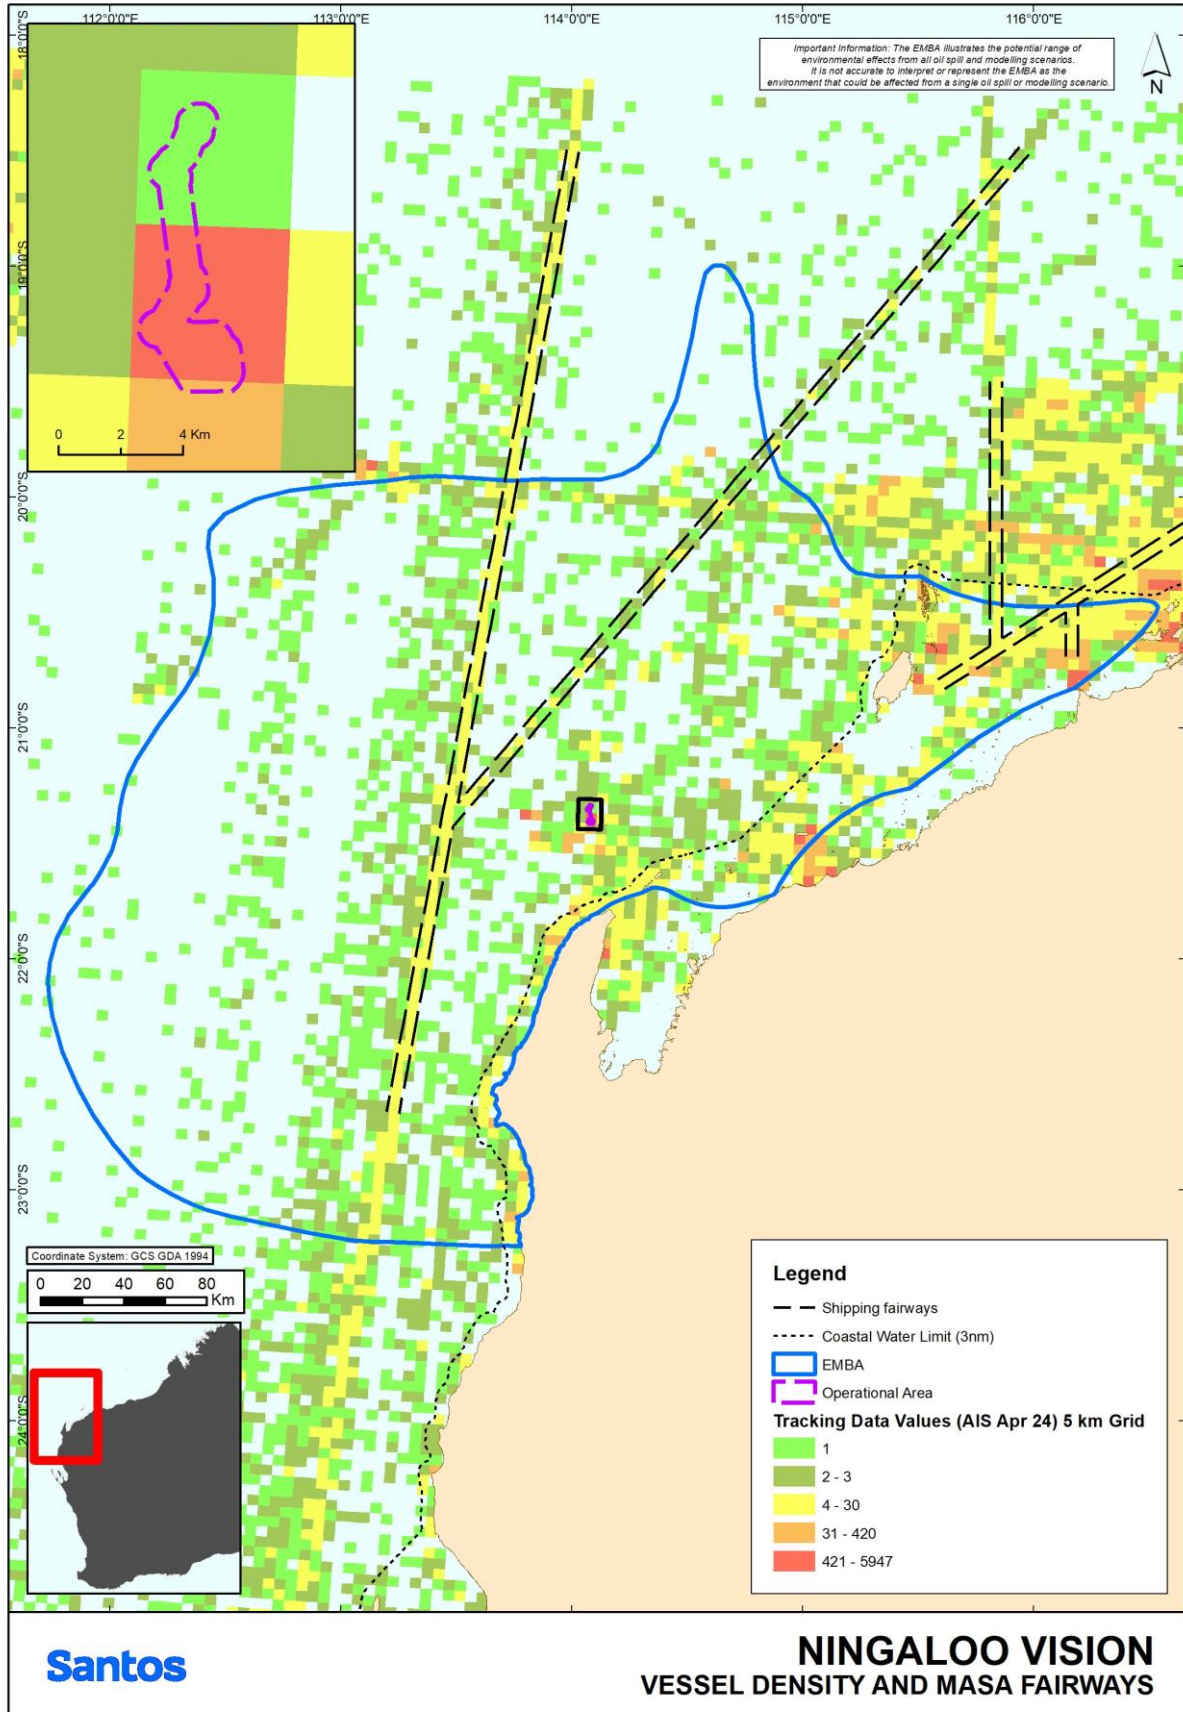 112°0'0"E 113°0'0"E 114°0'0"E 115°0'0"E 116°0'0"E
18°0'0"S
19°0'0"S
20°0'0"S
21°0'0"S
22°0'0"S
23°0'0"S
24°0'0"S
Important Information: The EMBA illustrates the potential range of
environmental effects from all oil spill and modelling scenarios.
It is not accurate to interpret or represent the EMBA as the
environment that could be affected from a single oil spill or modelling scenario.
N
0 2 4 Km
Coordinate System: GCS GDA 1994
0 20 40 60 80
Km
Legend
Shipping fairways
Coastal Water Limit (3nm)
EMBA
Operational Area
Tracking Data Values (AIS Apr 24) 5 km Grid
1
2 - 3
4 - 30
31 - 420
421 - 5947
Santos
NINGALOO VISION
VESSEL DENSITY AND MASA FAIRWAYS